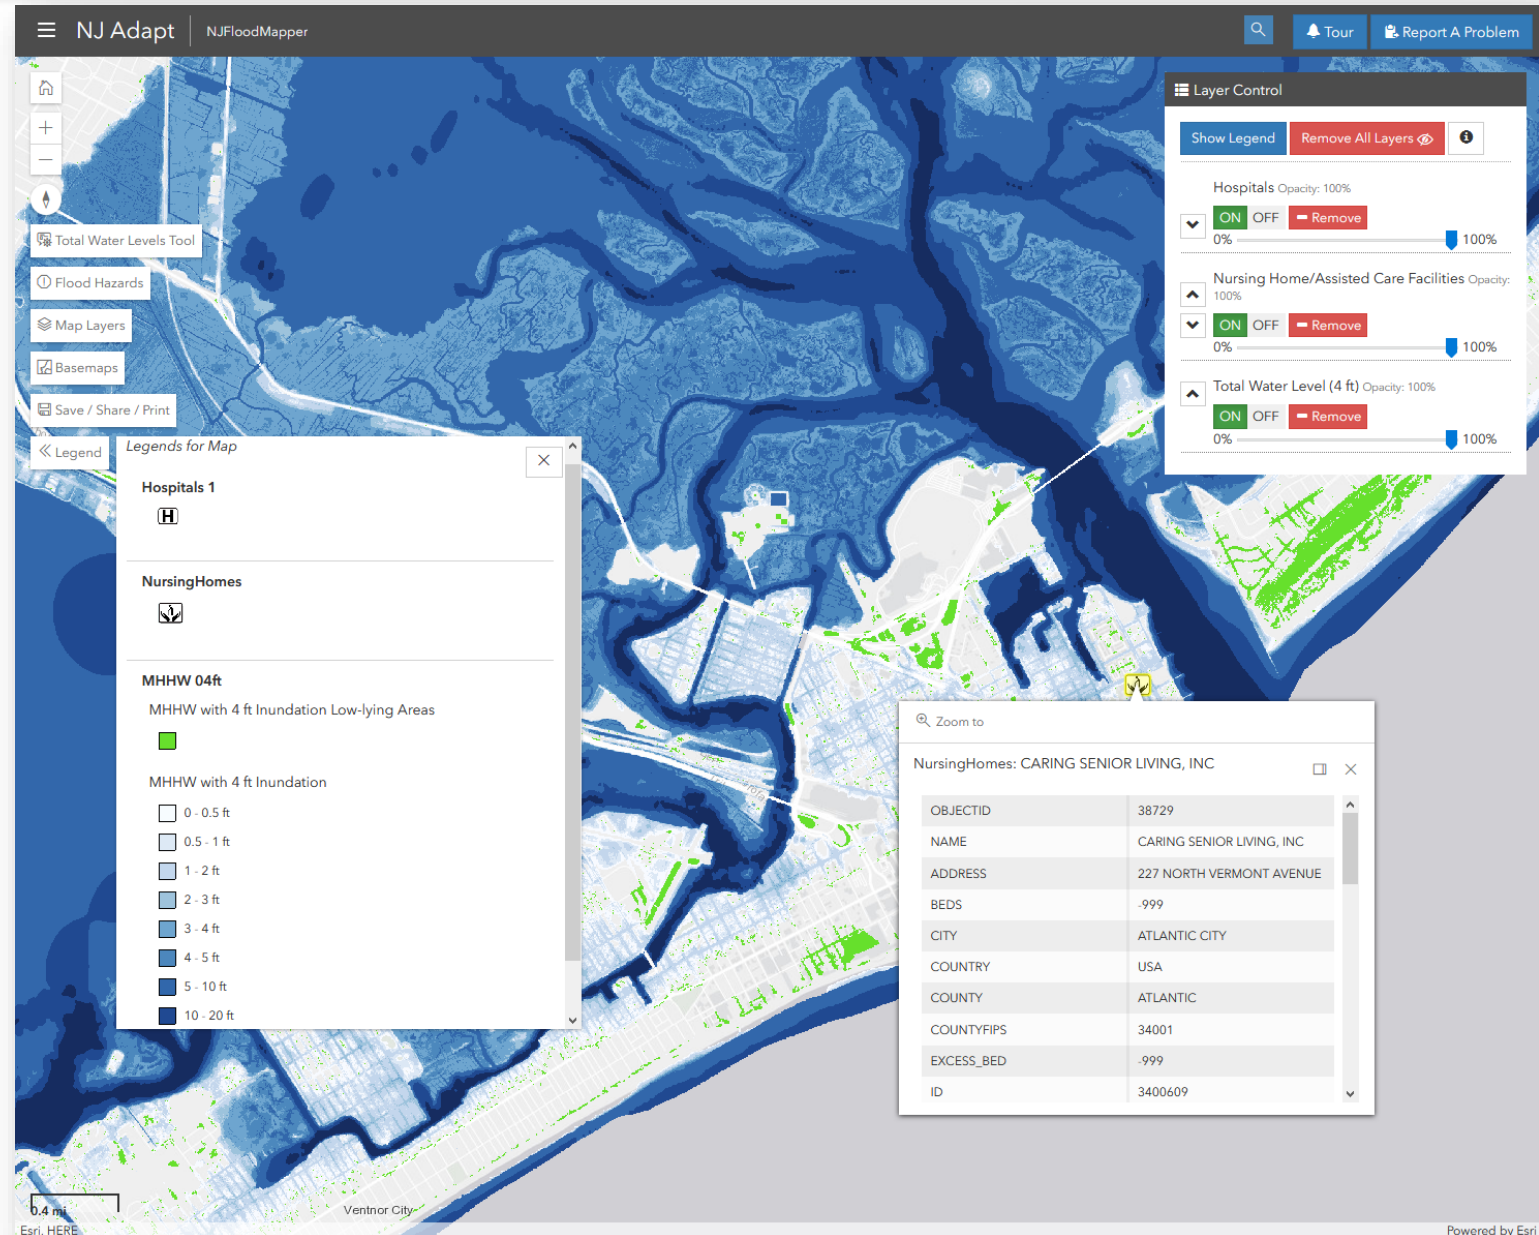 NJ Adapt
NJFloodMapper
Tour
Report A Problem
Layer Control
Show Legend
Remove All Layers
Hospitals Opacity: 100%
ON OFF Remove
0% 100%
Nursing Home/Assisted Care Facilities Opacity:
100%
ON OFF Remove
0% 100%
Total Water Level (4 ft) Opacity: 100%
ON OFF Remove
0% 100%
Total Water Levels Tool
Flood Hazards
Map Layers
Basemaps
Save / Share / Print
Legend
Legends for Map
Hospitals 1
H
NursingHomes
MHHW 04ft
MHHW with 4 ft Inundation Low-lying Areas
MHHW with 4 ft Inundation
0 - 0.5 ft
0.5 - 1 ft
1 - 2 ft
2 - 3 ft
3 - 4 ft
4 - 5 ft
5 - 10 ft
10 - 20 ft
Zoom to
NursingHomes: CARING SENIOR LIVING, INC
OBJECTID 38729
NAME CARING SENIOR LIVING, INC
ADDRESS 227 NORTH VERMONT AVENUE
BEDS -999
CITY ATLANTIC CITY
COUNTRY USA
COUNTY ATLANTIC
COUNTYFIPS 34001
EXCESS_BED -999
ID 3400609
Ventnor City
0.4 mi
Esri, HERE
Powered by Esri